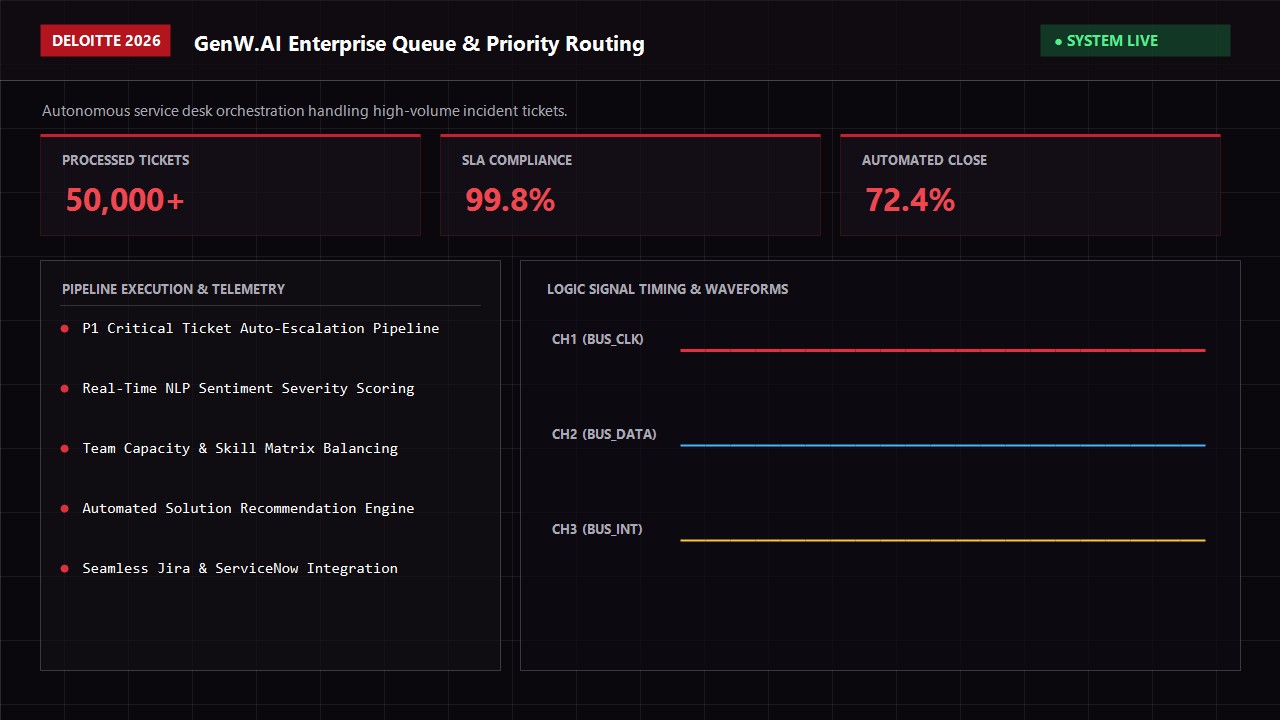 DELOITTE 2026
GenW.AI Enterprise Queue & Priority Routing
● SYSTEM LIVE
Autonomous service desk orchestration handling high-volume incident tickets.
PROCESSED TICKETS
50,000+
SLA COMPLIANCE
99.8%
AUTOMATED CLOSE
72.4%
PIPELINE EXECUTION & TELEMETRY
P1 Critical Ticket Auto-Escalation Pipeline
Real-Time NLP Sentiment Severity Scoring
Team Capacity & Skill Matrix Balancing
Automated Solution Recommendation Engine
Seamless Jira & ServiceNow Integration
LOGIC SIGNAL TIMING & WAVEFORMS
CH1 (BUS_CLK)
CH2 (BUS_DATA)
CH3 (BUS_INT)